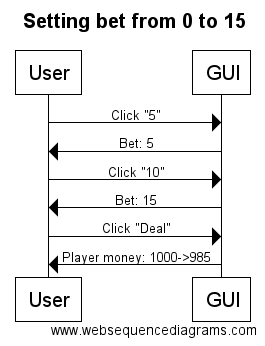 Setting bet from 0 to 15
User GUI
Click "5"
Bet: 5
Click "10"
Bet: 15
Click "Deal"
Player money: 1000->985
User GUI
www.websequencediagrams.com